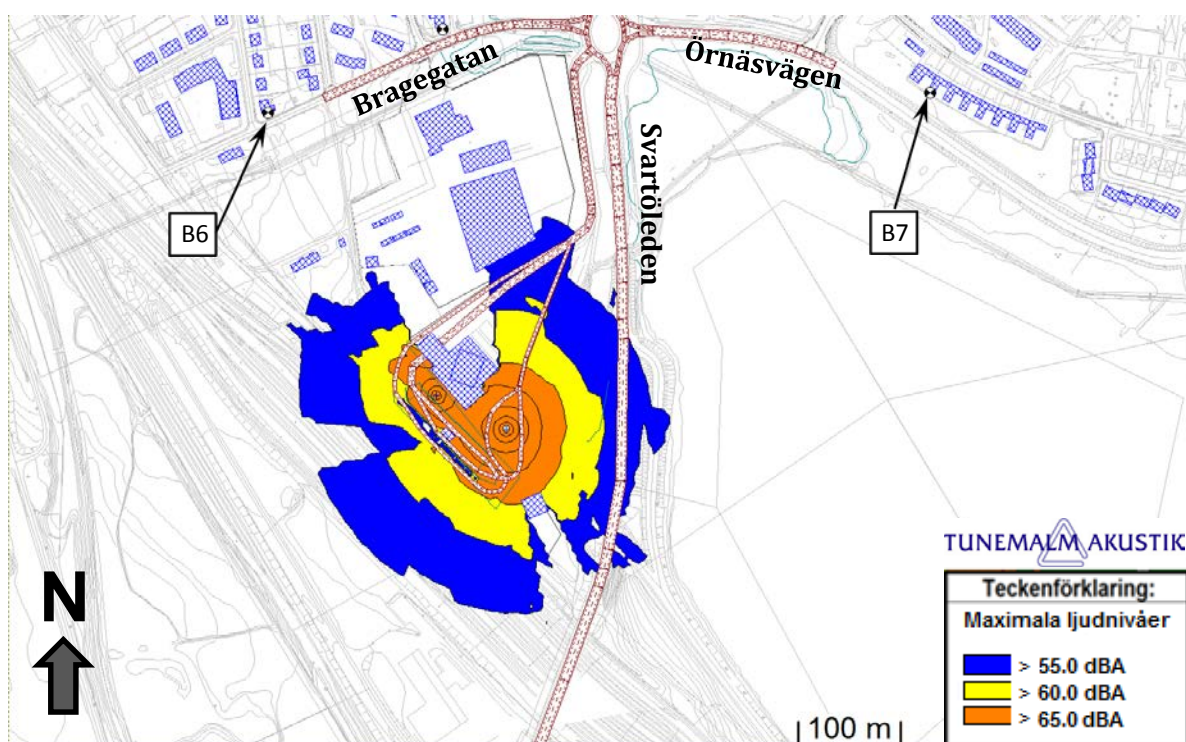 Bragegatan
Örnäsvägen
Svartöleden
B6
B7
N
TUNEMALM AKUSTIK
Teckenförklaring:
Maximala ljudnivåer
> 55.0 dBA
> 60.0 dBA
> 65.0 dBA
100 m